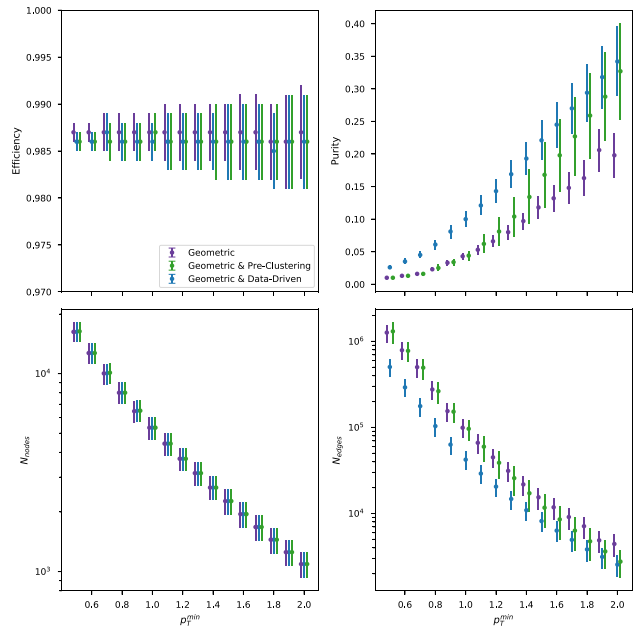 1.000
0.995
0.990
0.985
0.980
0.975
0.970
Efficiency
Geometric
Geometric & Pre-Clustering
Geometric & Data-Driven
0.40
0.35
0.30
0.25
0.20
0.15
0.10
0.05
0.00
Purity
10⁴
10³
N_nodes
0.6 0.8 1.0 1.2 1.4 1.6 1.8 2.0
p_T^min
10⁶
10⁵
10⁴
N_edges
0.6 0.8 1.0 1.2 1.4 1.6 1.8 2.0
p_T^min